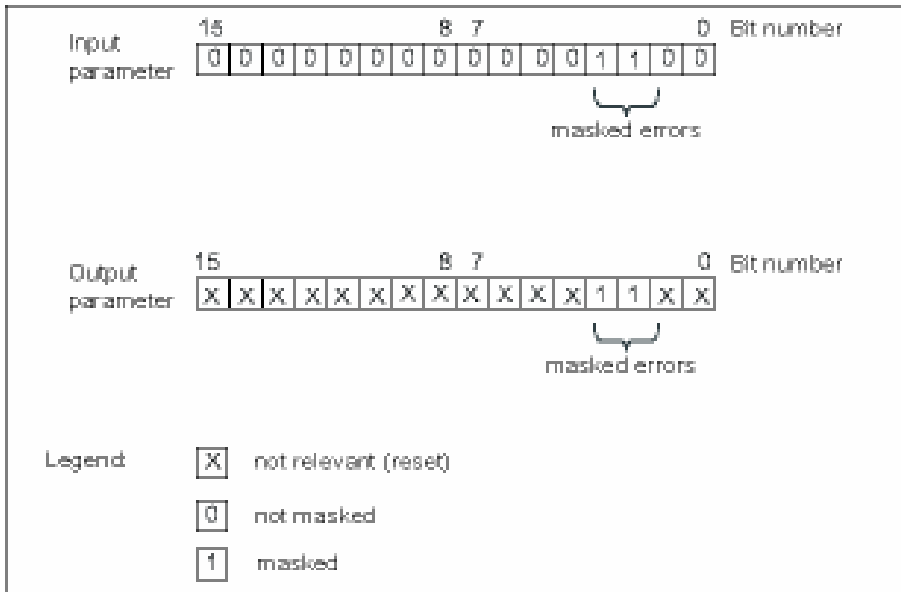 15 8 7 0 Bit number
Input
parameter
0 0 0 0 0 0 0 0 0 0 0 0 1 1 0 0
masked errors
15 8 7 0 Bit number
Output
parameter
X X X X X X X X X X X X 1 1 X X
masked errors
Legend:
X not relevant (reset)
0 not masked
1 masked